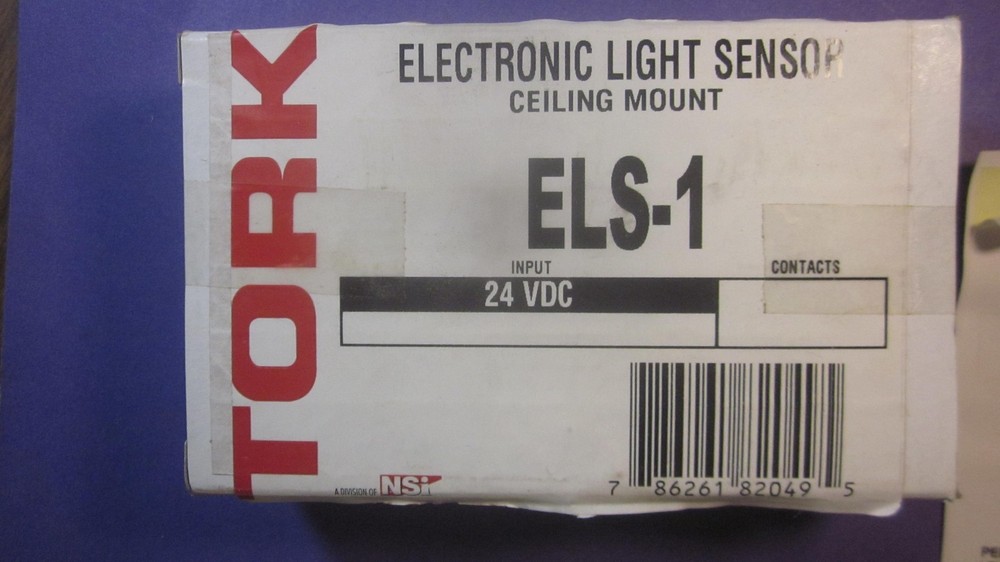 TORK
ELECTRONIC LIGHT SENSOR
CEILING MOUNT
ELS-1
INPUT
CONTACTS
24 VDC
A DIVISION OF NSi
7 86261 82049 5
PE